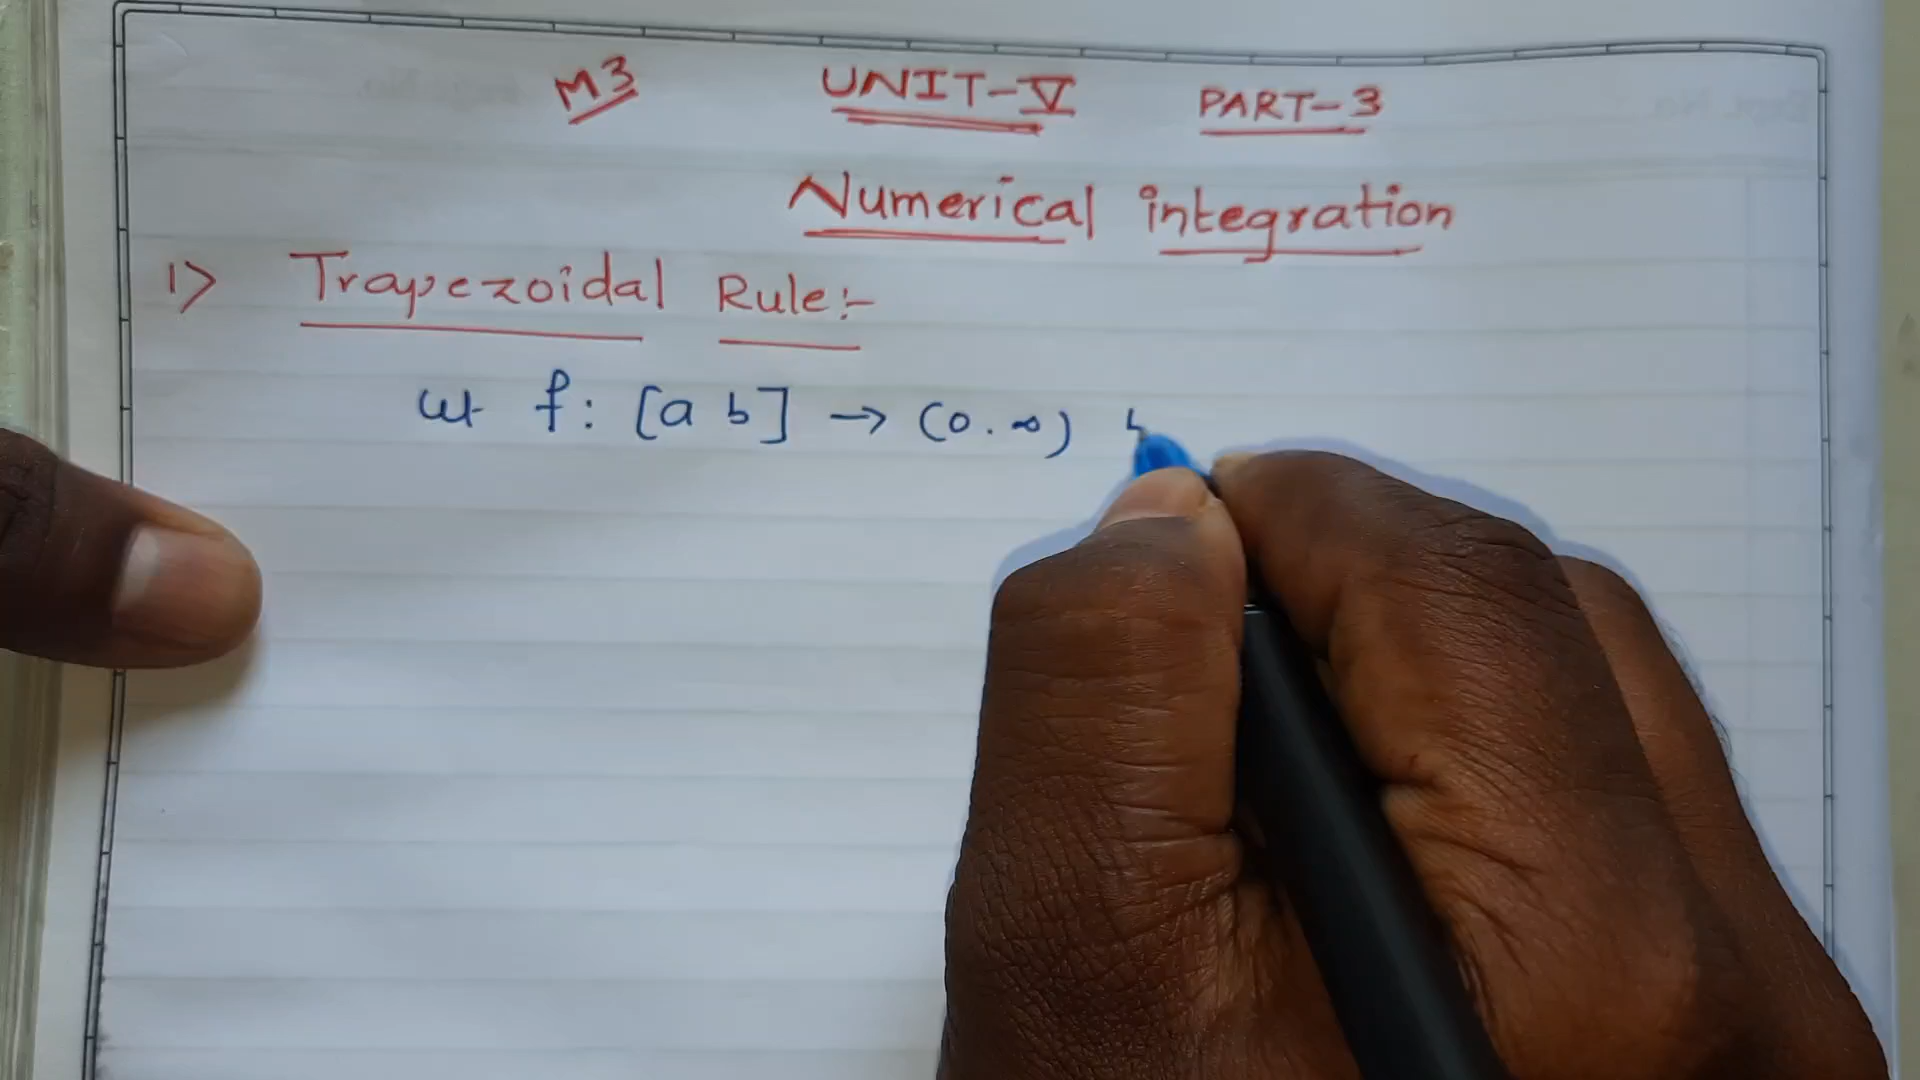 M3 UNIT-V PART-3
Numerical integration
1> Trapezoidal Rule:-
let f: [a b] → (0.∞)